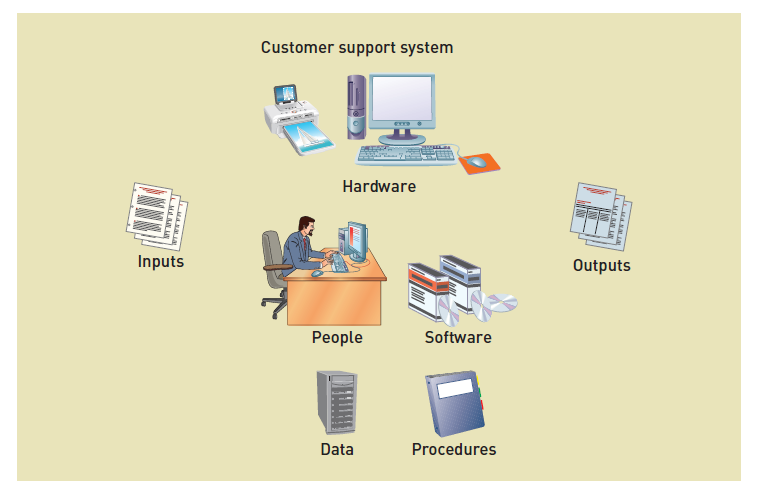 Customer support system
Hardware
Inputs
Outputs
People
Software
Data
Procedures